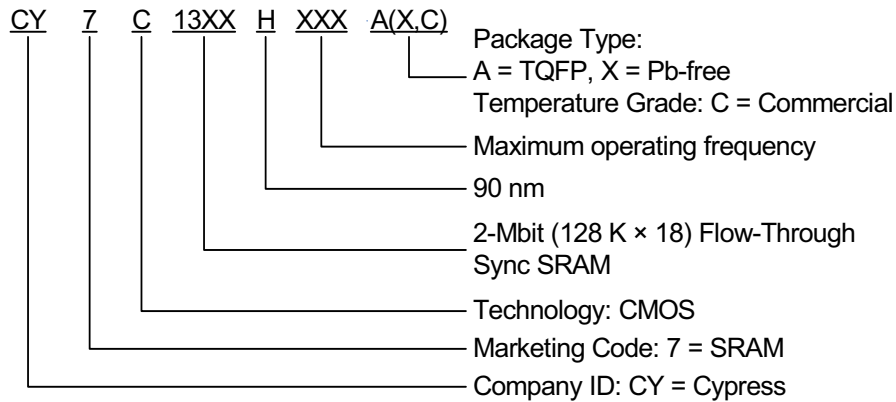 CY 7 C 13XX H XXX A(X,C)
Package Type:
A = TQFP, X = Pb-free
Temperature Grade: C = Commercial
Maximum operating frequency
90 nm
2-Mbit (128 K × 18) Flow-Through
Sync SRAM
Technology: CMOS
Marketing Code: 7 = SRAM
Company ID: CY = Cypress